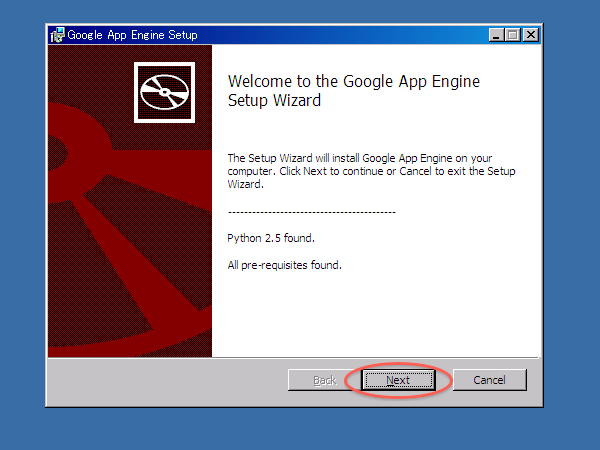 Google App Engine Setup
Welcome to the Google App Engine
Setup Wizard
The Setup Wizard will install Google App Engine on your
computer. Click Next to continue or Cancel to exit the Setup
Wizard.
------------------------------------------
Python 2.5 found.
All pre-requisites found.
Back
Next
Cancel